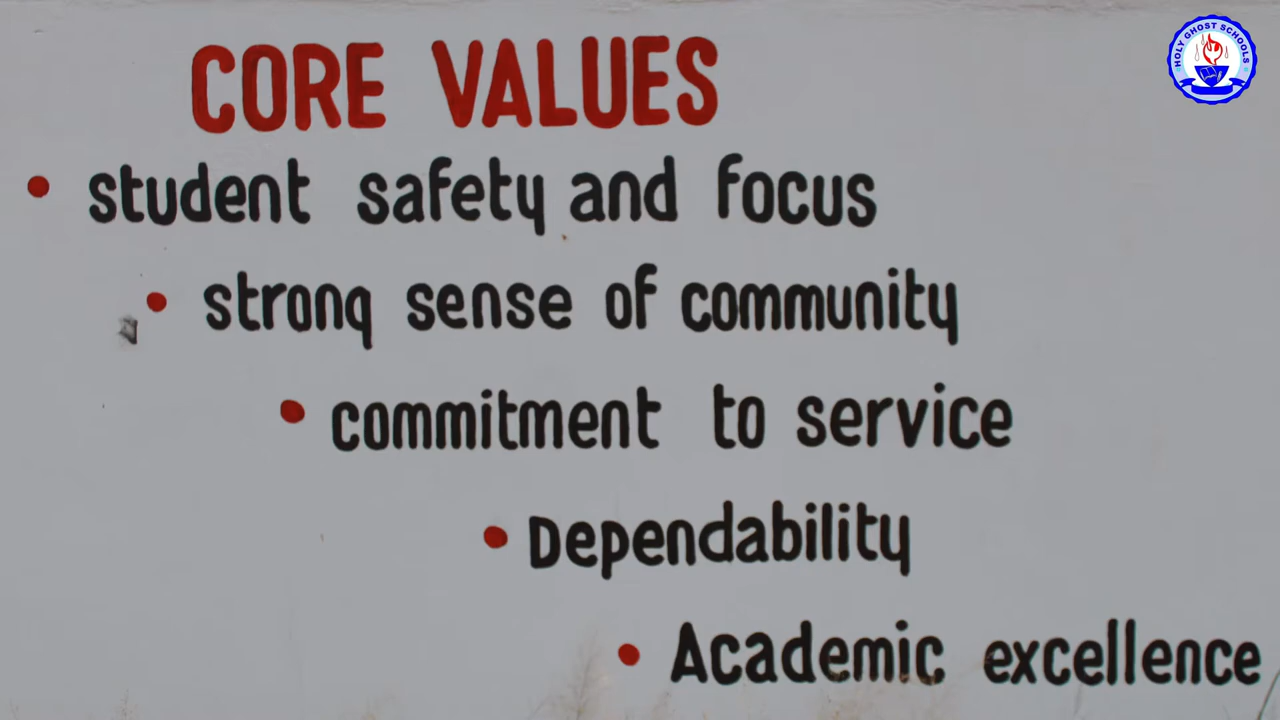 CORE VALUES
HOLY GHOST SCHOOLS
• student safety and focus
• strong sense of community
• commitment to service
• Dependability
• Academic excellence